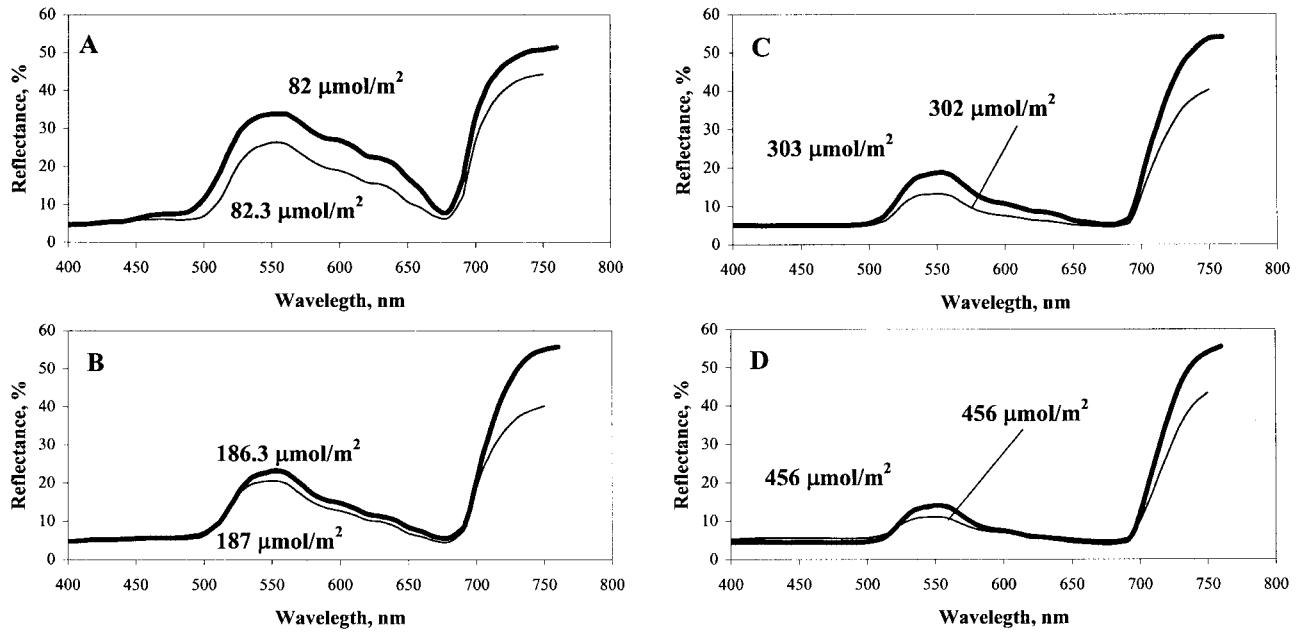 A
Reflectance, %
60
50
40
30
20
10
0
82 μmol/m²
82.3 μmol/m²
400 450 500 550 600 650 700 750 800
Wavelegth, nm
B
Reflectance, %
60
50
40
30
20
10
0
186.3 μmol/m²
187 μmol/m²
400 450 500 550 600 650 700 750 800
Wavelegth, nm
C
Reflectance, %
60
50
40
30
20
10
0
302 μmol/m²
303 μmol/m²
400 450 500 550 600 650 700 750 800
Wavelegth, nm
D
Reflectance, %
60
50
40
30
20
10
0
456 μmol/m²
456 μmol/m²
400 450 500 550 600 650 700 750 800
Wavelegth, nm